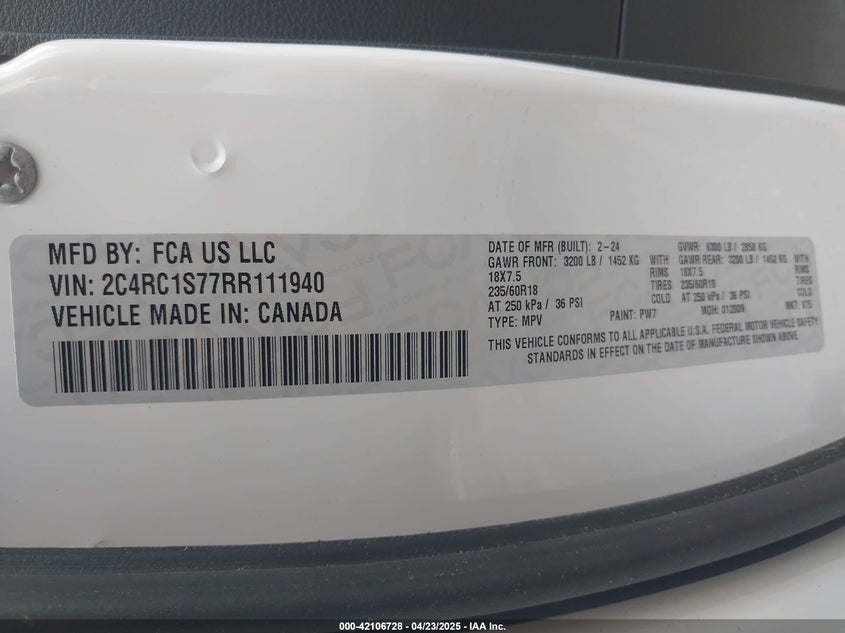 MFD BY: FCA US LLC
VIN: 2C4RC1S77RR111940
VEHICLE MADE IN: CANADA
DATE OF MFR (BUILT): 2-24 GVWR: 6300 LB / 2858 KG
GAWR FRONT: 3200 LB / 1452 KG WITH GAWR REAR: 3200 LB / 1452 KG WITH
18X7.5 RIMS 18X7.5 RIMS
235/60R18 TIRES 235/60R18 TIRES
AT 250 kPa / 36 PSI COLD AT 250 kPa / 36 PSI COLD
TYPE: MPV PAINT: PW7 MDH: 012009
THIS VEHICLE CONFORMS TO ALL APPLICABLE U.S.A. FEDERAL MOTOR VEHICLE SAFETY
STANDARDS IN EFFECT ON THE DATE OF MANUFACTURE SHOWN ABOVE.
000-42106728 - 04/23/2025 - IAA Inc.